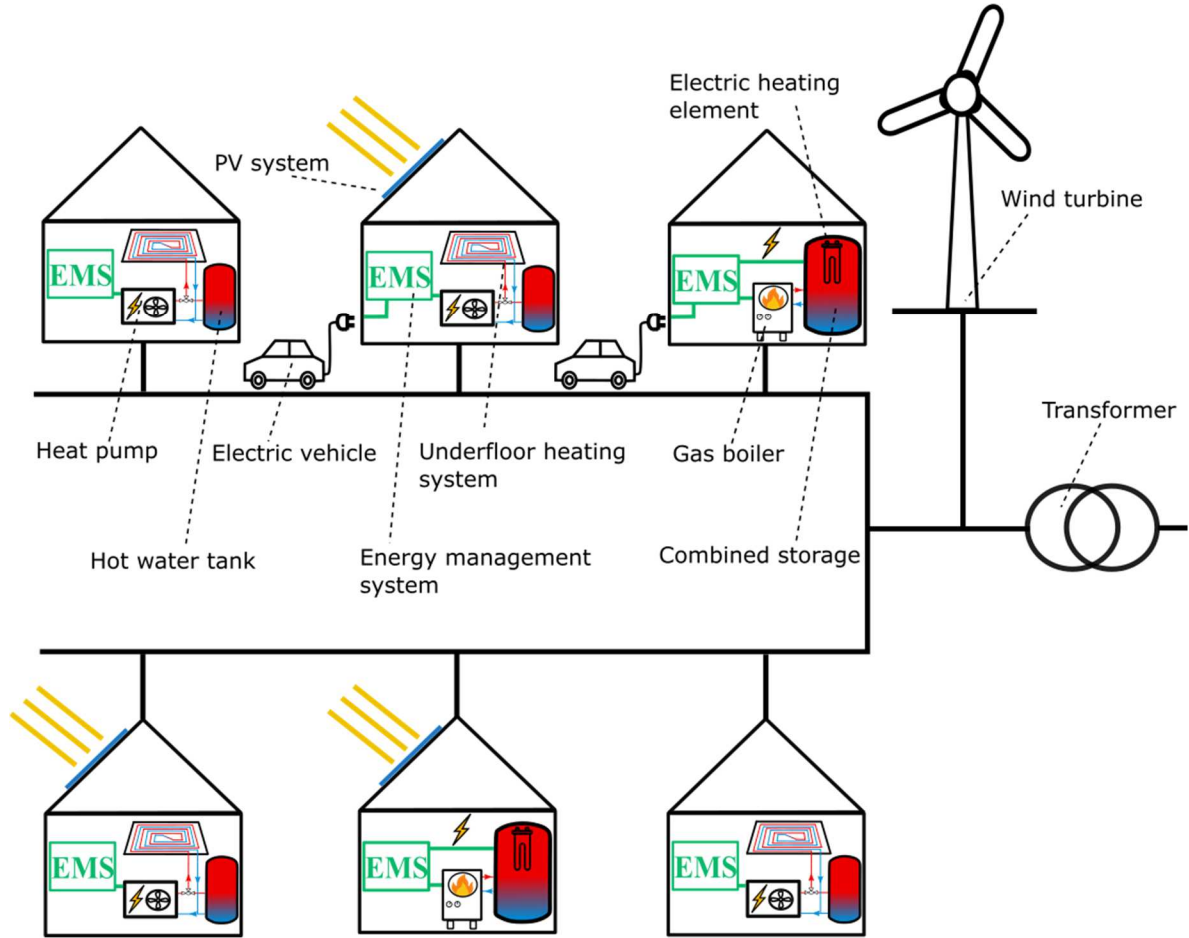 Electric heating
element
PV system
Wind turbine
EMS
EMS
EMS
Transformer
Heat pump
Electric vehicle
Underfloor heating
system
Gas boiler
Hot water tank
Energy management
system
Combined storage
EMS
EMS
EMS